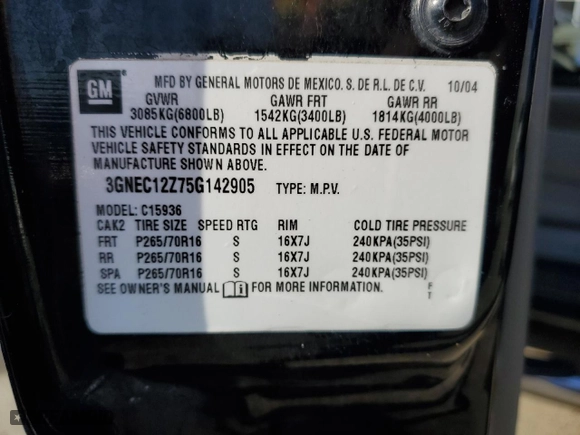 GM MFD BY GENERAL MOTORS DE MEXICO. S. DE R.L. DE C.V. 10/04
GVWR GAWR FRT GAWR RR
3085KG(6800LB) 1542KG(3400LB) 1814KG(4000LB)
THIS VEHICLE CONFORMS TO ALL APPLICABLE U.S. FEDERAL MOTOR
VEHICLE SAFETY STANDARDS IN EFFECT ON THE DATE OF
MANUFACTURE SHOWN ABOVE.
3GNEC12Z75G142905 TYPE: M.P.V.
MODEL: C15936
CAK2 TIRE SIZE SPEED RTG RIM COLD TIRE PRESSURE
FRT P265/70R16 S 16X7J 240KPA(35PSI)
RR P265/70R16 S 16X7J 240KPA(35PSI)
SPA P265/70R16 S 16X7J 240KPA(35PSI)
SEE OWNER'S MANUAL FOR MORE INFORMATION. F
T